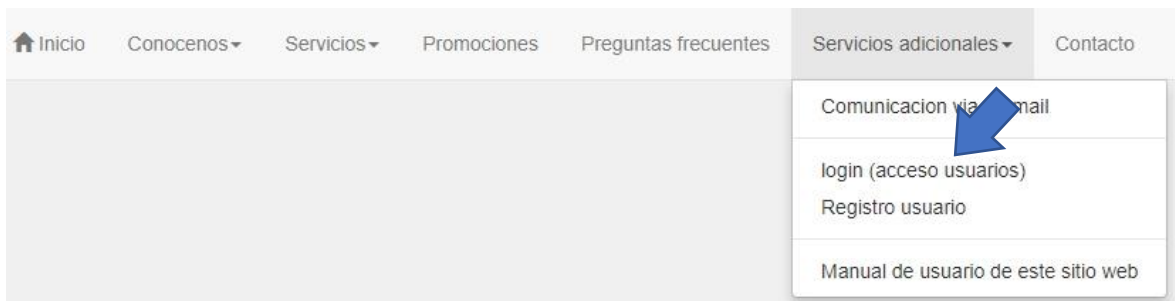 Inicio Conocenos Servicios Promociones Preguntas frecuentes Servicios adicionales Contacto
Comunicacion via mail
login (acceso usuarios)
Registro usuario
Manual de usuario de este sitio web